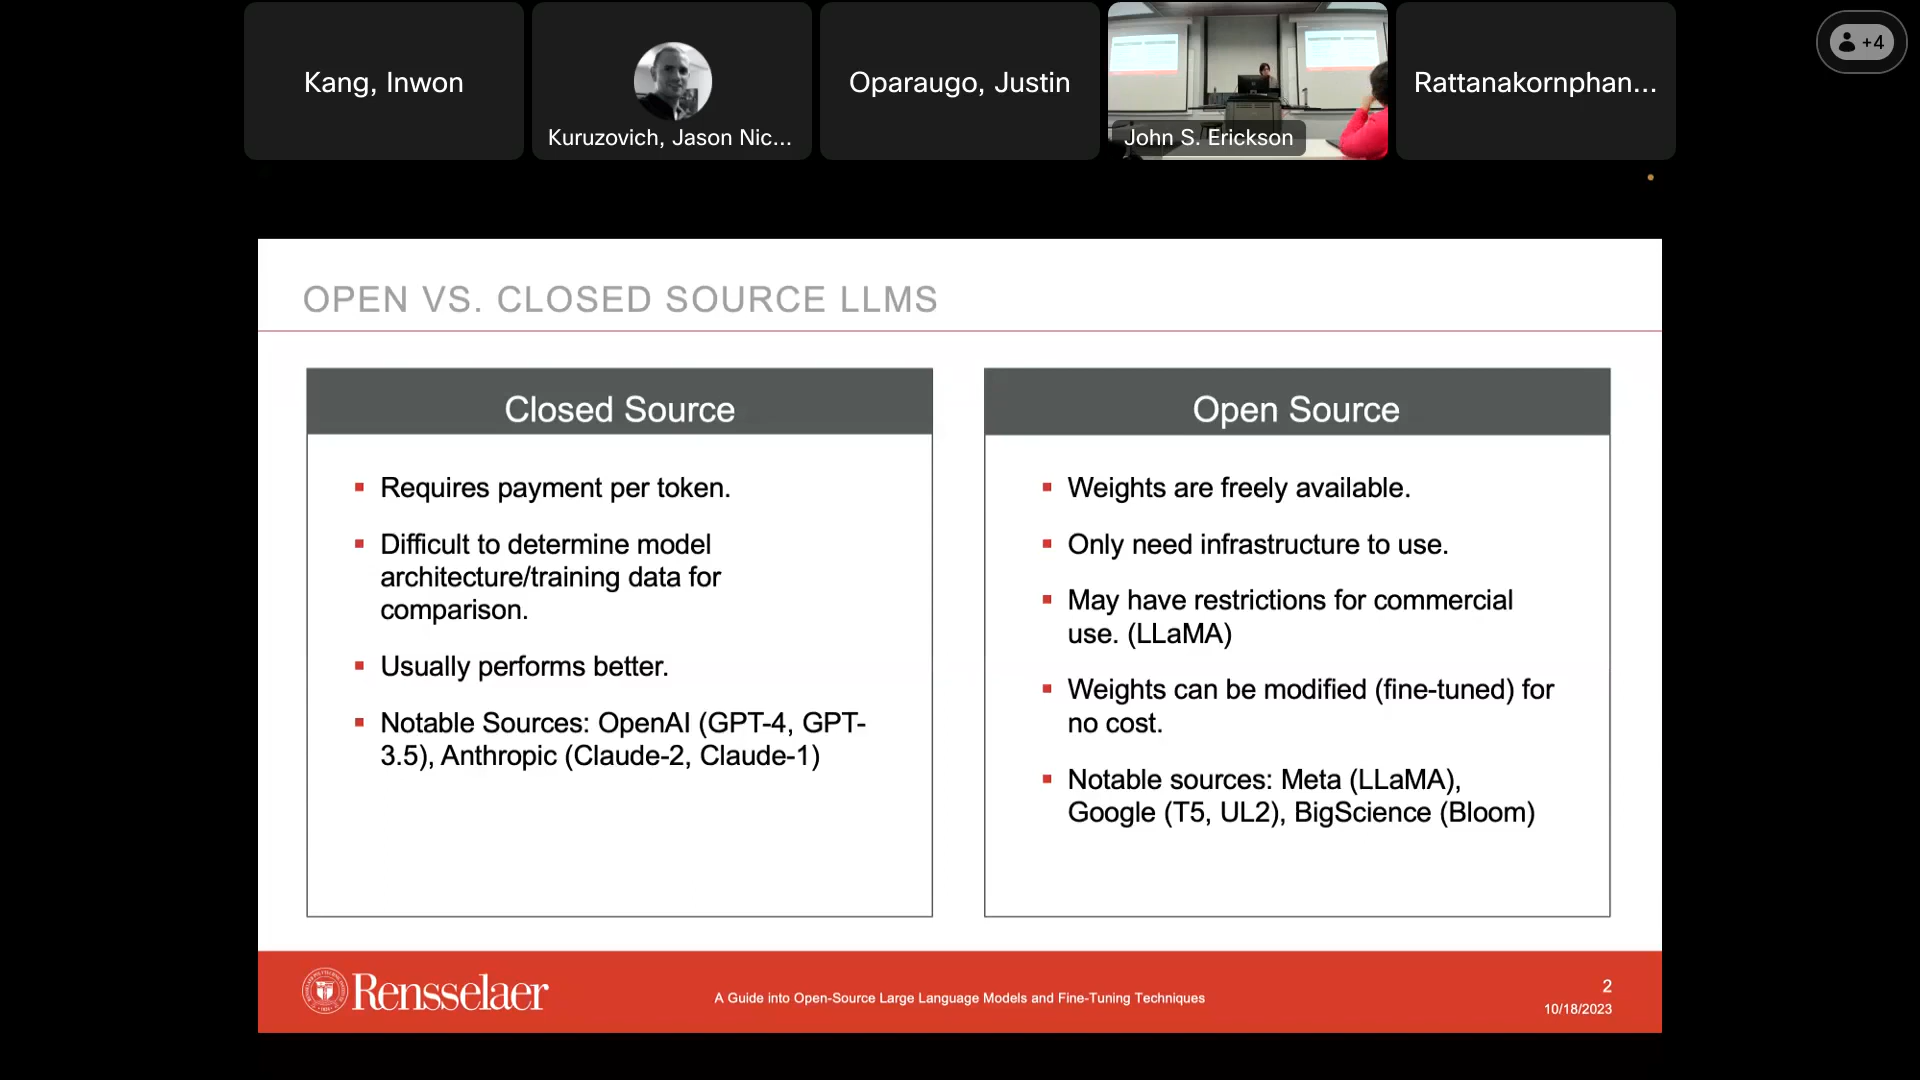 Kang, Inwon
Kuruzovich, Jason Nic...
Oparaugo, Justin
John S. Erickson
Rattanakornphan...
+4
OPEN VS. CLOSED SOURCE LLMS
Closed Source
Requires payment per token.
Difficult to determine model
architecture/training data for
comparison.
Usually performs better.
Notable Sources: OpenAI (GPT-4, GPT-
3.5), Anthropic (Claude-2, Claude-1)
Open Source
Weights are freely available.
Only need infrastructure to use.
May have restrictions for commercial
use. (LLaMA)
Weights can be modified (fine-tuned) for
no cost.
Notable sources: Meta (LLaMA),
Google (T5, UL2), BigScience (Bloom)
Rensselaer
A Guide into Open-Source Large Language Models and Fine-Tuning Techniques
2
10/18/2023